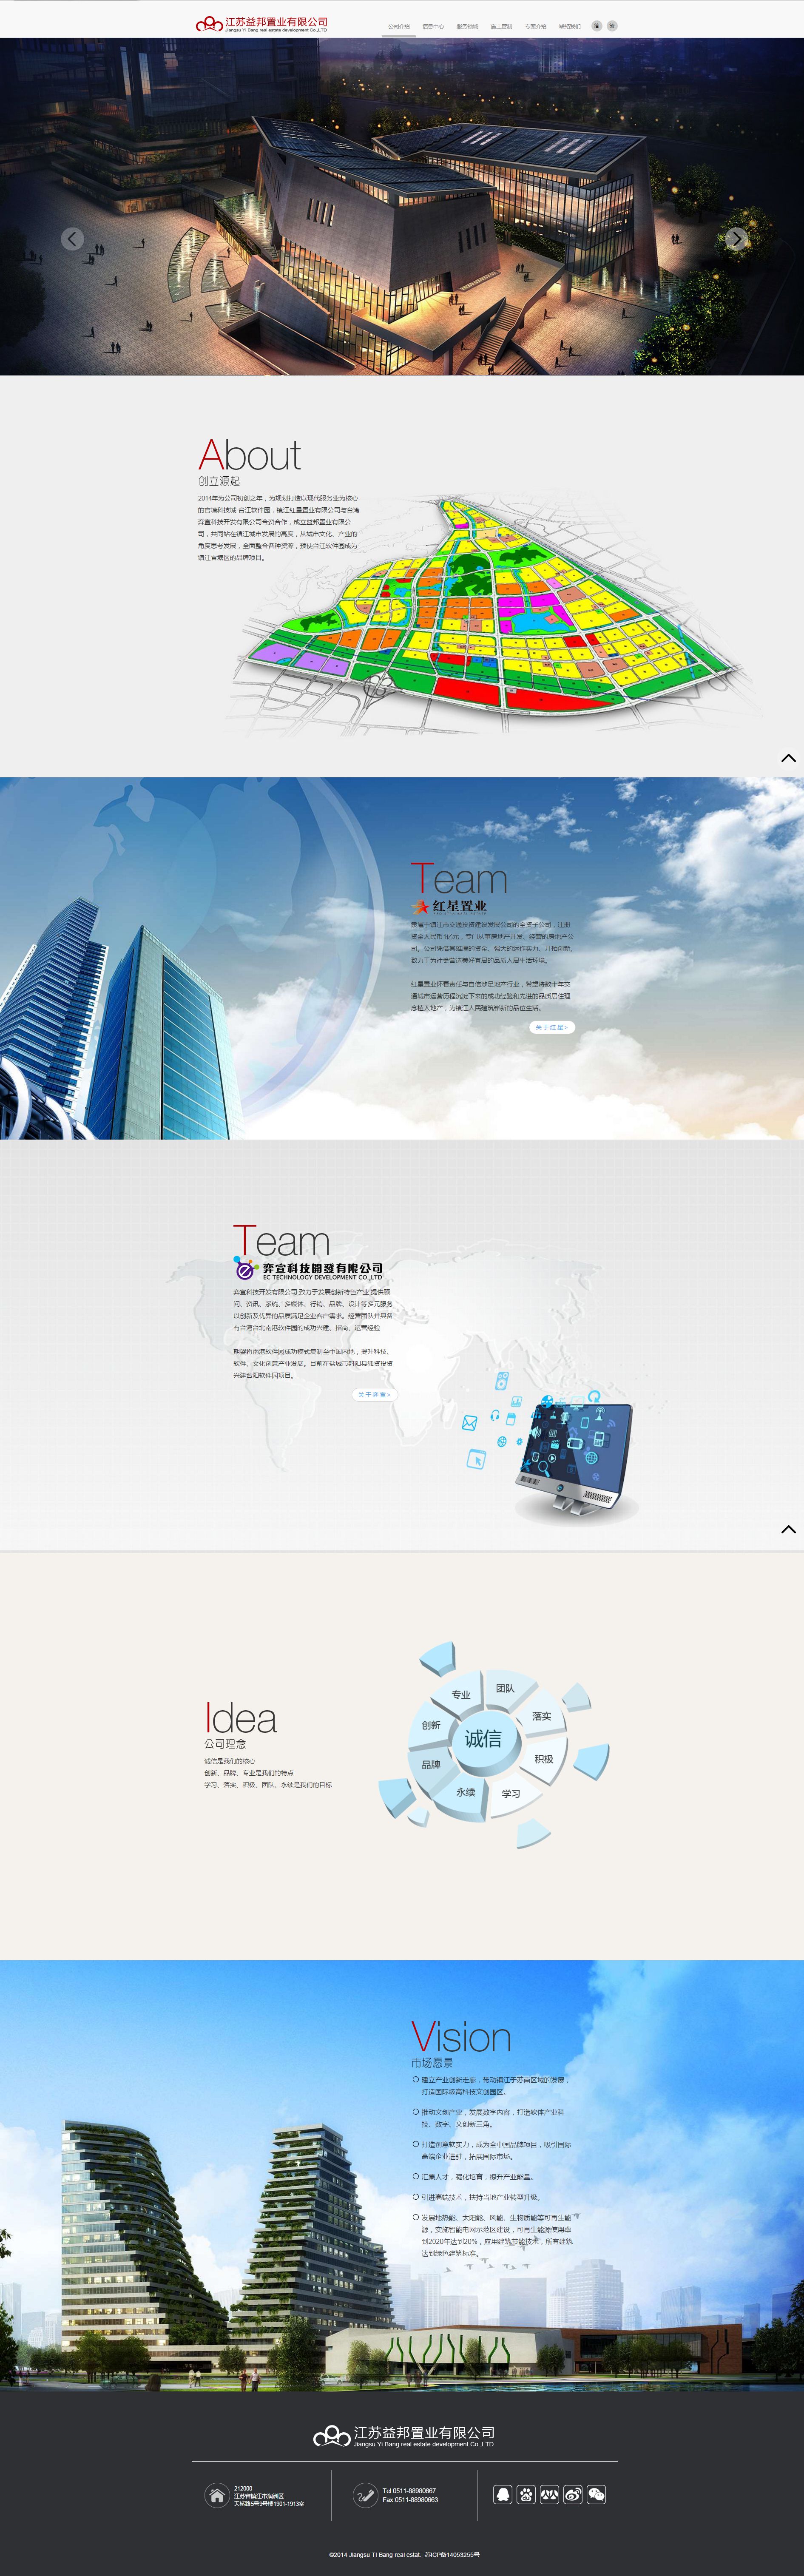 江苏益邦置业有限公司
Jiangsu Yi Bang real estate development Co.,LTD
公司介绍 信息中心 服务领域 施工管制 专案介绍 联络我们 简 繁
About
创立源起
2014年为公司初创之年，为规划打造以现代服务业为核心
的官塘科技城-台江软件园，镇江红星置业有限公司与台湾
弈宣科技开发有限公司合资合作，成立益邦置业有限公
司，共同站在镇江城市发展的高度，从城市文化、产业的
角度思考发展，全面整合各种资源，预使台江软件园成为
镇江官塘区的品牌项目。
Team
红星置业
隶属于镇江市交通投资建设发展公司的全资子公司，注册
资金人民币1亿元，专门从事房地产开发、经营的房地产公
司。公司凭借其雄厚的资金、强大的运作实力、开拓创新，
致力于为社会营造美好宜居的品质人居生活环境。
红星置业怀着责任与自信涉足地产行业，希望将数十年交
通城市运营历程沉淀下来的成功经验和先进的品质居住理
念植入地产，为镇江人民建筑崭新的品位生活。
关于红星>
Team
弈宣科技開發有限公司
EC TECHNOLOGY DEVELOPMENT CO.,LTD
弈宣科技开发有限公司,致力于发展创新特色产业,提供顾
问、资讯、系统、多媒体、行销、品牌、设计等多元服务,
以创新及优异的品质满足企业客户需求。经营团队并具备
有台湾台北南港软件园的成功兴建、招商、运营经验
期望将南港软件园成功模式复制至中国内地，提升科技、
软件、文化创意产业发展。目前在盐城市射阳县独资投资
兴建台阳软件园项目。
关于弈宣>
Idea
公司理念
诚信是我们的核心
创新、品牌、专业是我们的特点
学习、落实、积极、团队、永续是我们的目标
专业
团队
创新
落实
诚信
品牌
积极
永续
学习
Vision
市场愿景
建立产业创新走廊，带动镇江于苏南区域的发展，
打造国际级高科技文创园区。
推动文创产业，发展数字内容，打造软体产业科
技、数字、文创新三角。
打造创意软实力，成为全中国品牌项目，吸引国际
高端企业进驻，拓展国际市场。
汇集人才，强化培育，提升产业能量。
引进高端技术，扶持当地产业转型升级。
发展地热能、太阳能、风能、生物质能等可再生能
源，实施智能电网示范区建设，可再生能源使用率
到2020年达到20%，应用建筑节能技术，所有建筑
达到绿色建筑标准。
江苏益邦置业有限公司
Jiangsu Yi Bang real estate development Co.,LTD
212000
江苏省镇江市润洲区
天桥路5号9号楼1901-1913室
Tel:0511-88980667
Fax:0511-88980663
©2014 Jiangsu TI Bang real estat. 苏ICP备14053255号